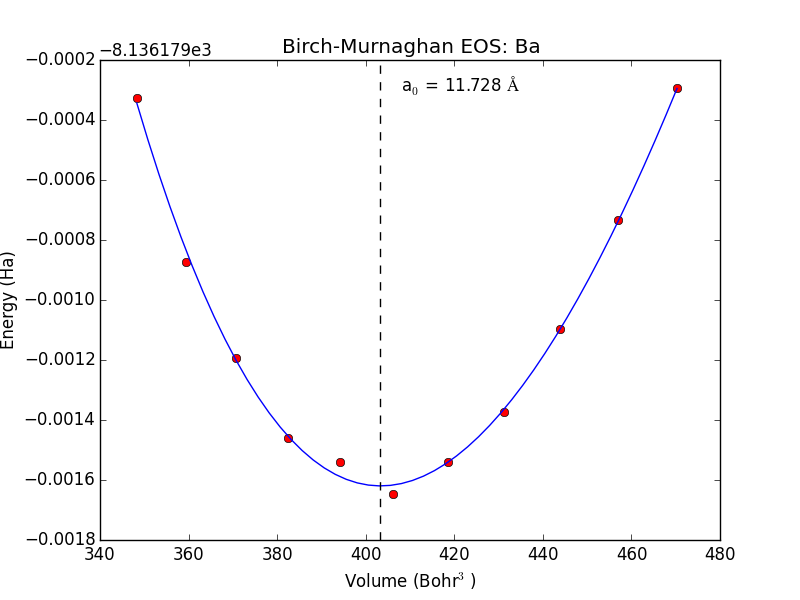 −8.136179e3
Birch-Murnaghan EOS: Ba
a₀ = 11.728 Å
−0.0002
−0.0004
−0.0006
−0.0008
−0.0010
−0.0012
−0.0014
−0.0016
−0.0018
Energy (Ha)
340 360 380 400 420 440 460 480
Volume (Bohr³ )